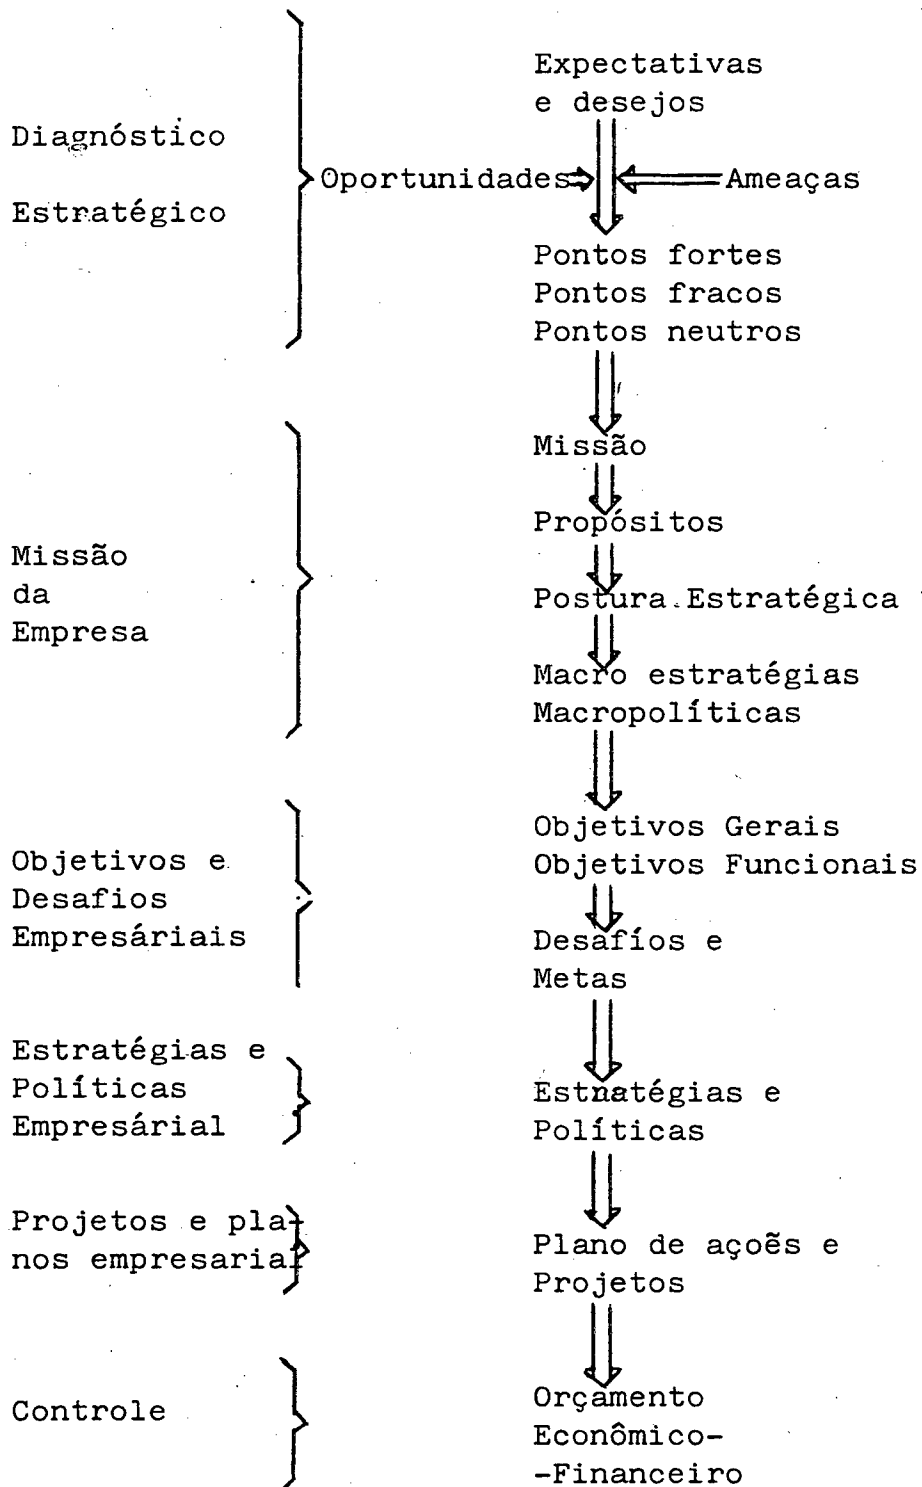 Expectativas
e desejos
Diagnóstico
Estratégico
Oportunidades
Ameaças
Pontos fortes
Pontos fracos
Pontos neutros
Missão
da
Empresa
Missão
Propósitos
Postura Estratégica
Macro estratégias
Macropolíticas
Objetivos e
Desafios
Empresáriais
Objetivos Gerais
Objetivos Funcionais
Desafíos e
Metas
Estratégias e
Políticas
Empresárial
Estnatégias e
Políticas
Projetos e pla-
nos empresarial
Plano de açoẽs e
Projetos
Controle
Orçamento
Econômico-
-Financeiro